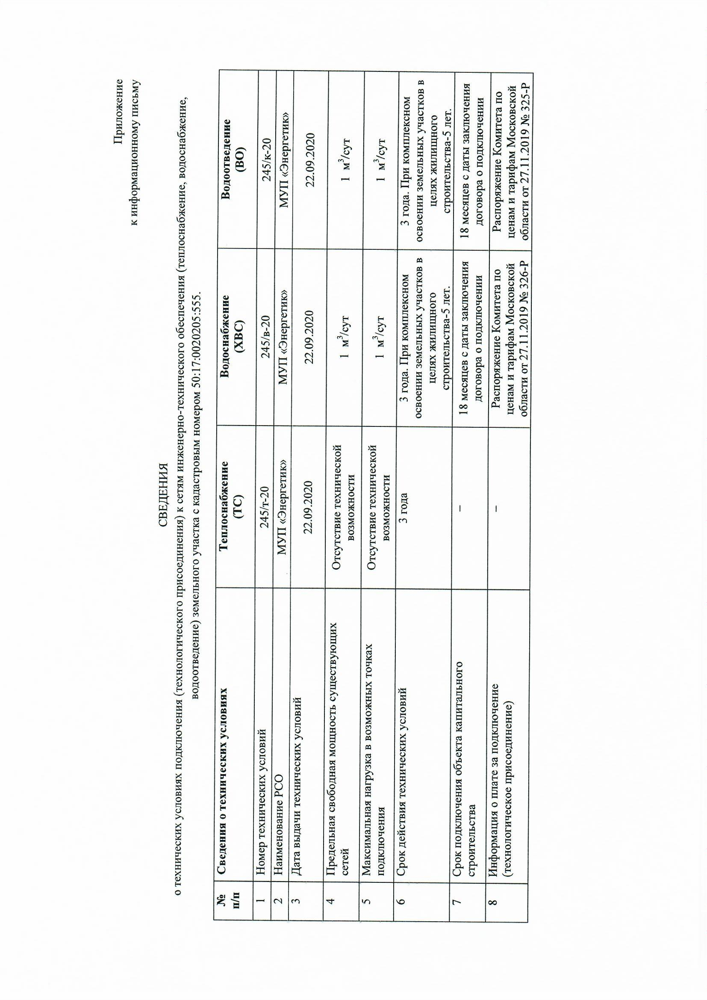 Приложение
к информационному письму
СВЕДЕНИЯ
о технических условиях подключения (технологического присоединения) к сетям инженерно-технического обеспечения (теплоснабжение, водоснабжение,
водоотведение) земельного участка с кадастровым номером 50:17:0020205:555.
№ п/п Сведения о технических условиях Теплоснабжение (ТС) Водоснабжение (ХВС) Водоотведение (ВО)
1 Номер технических условий 245/т-20 245/в-20 245/к-20
2 Наименование РСО МУП «Энергетик» МУП «Энергетик» МУП «Энергетик»
3 Дата выдачи технических условий 22.09.2020 22.09.2020 22.09.2020
4 Предельная свободная мощность существующих
сетей
Отсутствие технической
возможности
1 м³/сут
1 м³/сут
5 Максимальная нагрузка в возможных точках
подключения
Отсутствие технической
возможности
1 м³/сут
1 м³/сут
6 Срок действия технических условий
3 года
3 года. При комплексном
освоении земельных участков в
целях жилищного
строительства-5 лет.
3 года. При комплексном
освоении земельных участков в
целях жилищного
строительства-5 лет.
7 Срок подключения объекта капитального
строительства
–
18 месяцев с даты заключения
договора о подключении
18 месяцев с даты заключения
договора о подключении
8 Информация о плате за подключение
(технологическое присоединение)
–
Распоряжение Комитета по
ценам и тарифам Московской
области от 27.11.2019 № 326-Р
Распоряжение Комитета по
ценам и тарифам Московской
области от 27.11.2019 № 325-Р